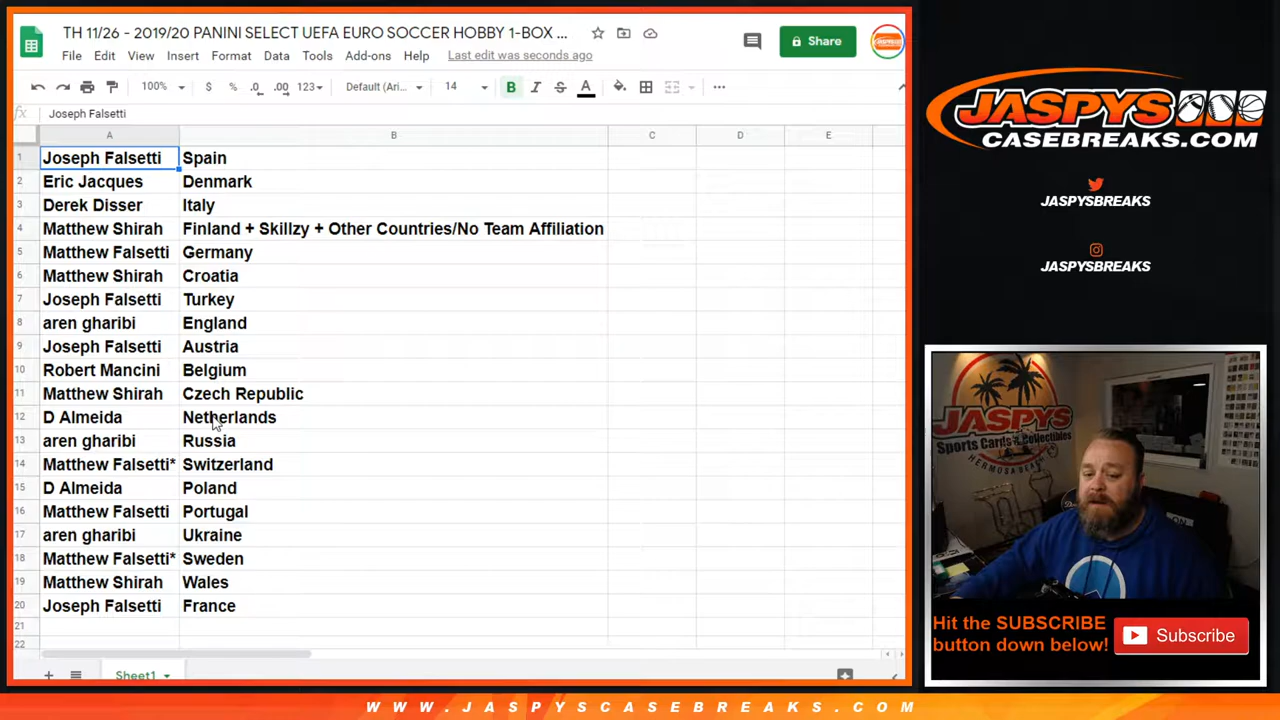 TH 11/26 - 2019/20 PANINI SELECT UEFA EURO SOCCER HOBBY 1-BOX ...
Share
File Edit View Insert Format Data Tools Add-ons Help Last edit was seconds ago
100% $ % .0 .00 123 Default (Ari... 14 B I S A ...
fx Joseph Falsetti
A B C D E
1 Joseph Falsetti Spain
2 Eric Jacques Denmark
3 Derek Disser Italy
4 Matthew Shirah Finland + Skillzy + Other Countries/No Team Affiliation
5 Matthew Falsetti Germany
6 Matthew Shirah Croatia
7 Joseph Falsetti Turkey
8 aren gharibi England
9 Joseph Falsetti Austria
10 Robert Mancini Belgium
11 Matthew Shirah Czech Republic
12 D Almeida Netherlands
13 aren gharibi Russia
14 Matthew Falsetti* Switzerland
15 D Almeida Poland
16 Matthew Falsetti Portugal
17 aren gharibi Ukraine
18 Matthew Falsetti* Sweden
19 Matthew Shirah Wales
20 Joseph Falsetti France
21
22
+ Sheet1
JASPYS
CASEBREAKS.COM
JASPYSBREAKS
JASPYSBREAKS
JASPYS
Sports Cards & Collectibles
HERMOSA BEACH
Hit the SUBSCRIBE
button down below!
Subscribe
WWW.JASPYSCASEBREAKS.COM